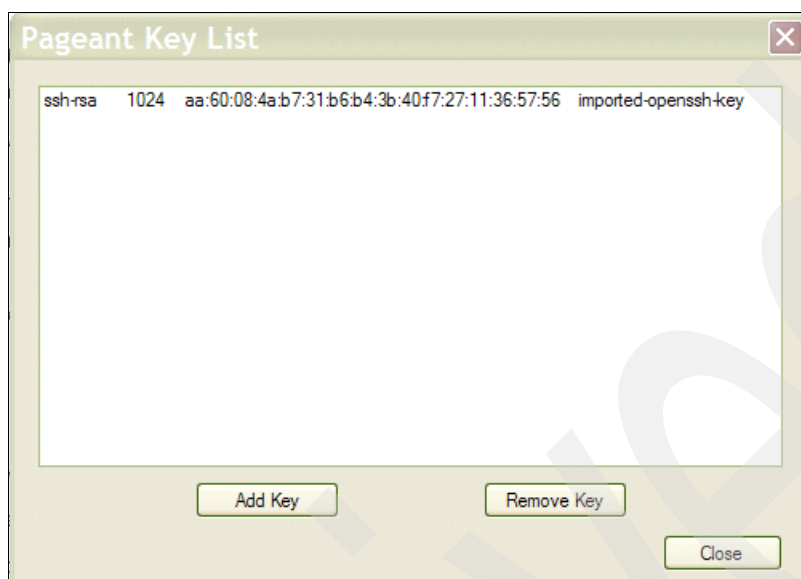 Pageant Key List
ssh-rsa 1024 aa:60:08:4a:b7:31:b6:b4:3b:40:f7:27:11:36:57:56 imported-openssh-key
Add Key
Remove Key
Close